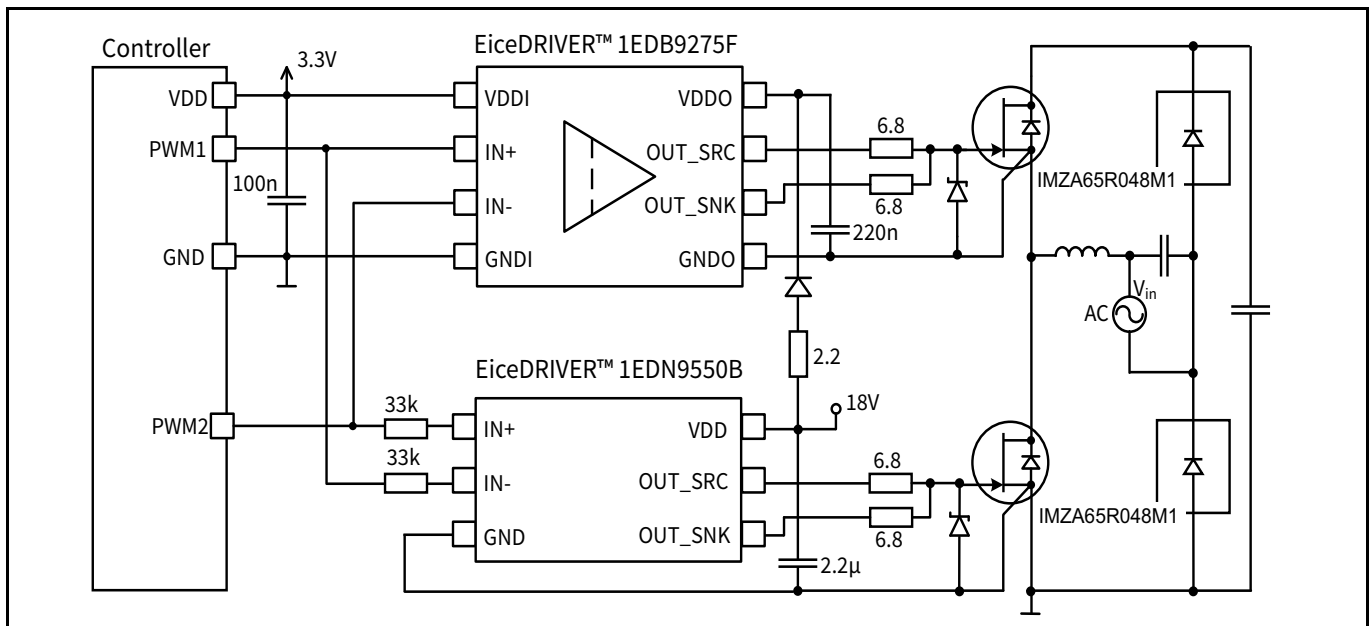 Controller
VDD
PWM1
GND
PWM2
3.3V
100n
33k
33k
EiceDRIVER™ 1EDB9275F
VDDI
IN+
IN-
GNDI
VDDO
OUT_SRC
OUT_SNK
GNDO
6.8
6.8
220n
2.2
EiceDRIVER™ 1EDN9550B
IN+
IN-
GND
VDD
OUT_SRC
OUT_SNK
18V
6.8
6.8
2.2µ
IMZA65R048M1
Vin
AC
IMZA65R048M1